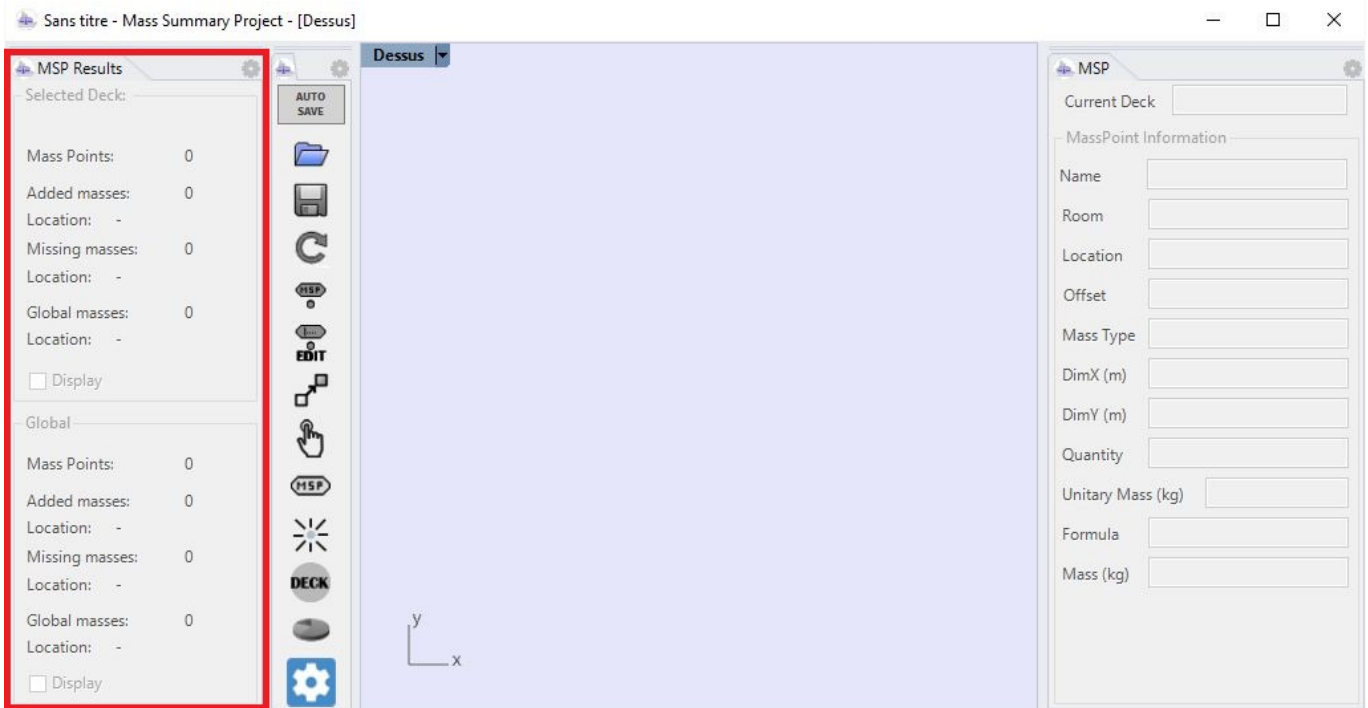 Sans titre - Mass Summary Project - [Dessus]
MSP Results
Selected Deck:
Mass Points: 0
Added masses: 0
Location: -
Missing masses: 0
Location: -
Global masses: 0
Location: -
Display
Global
Mass Points: 0
Added masses: 0
Location: -
Missing masses: 0
Location: -
Global masses: 0
Location: -
Display
AUTO
SAVE
MSP
EDIT
MSP
DECK
Dessus
y
x
MSP
Current Deck
MassPoint Information
Name
Room
Location
Offset
Mass Type
DimX (m)
DimY (m)
Quantity
Unitary Mass (kg)
Formula
Mass (kg)